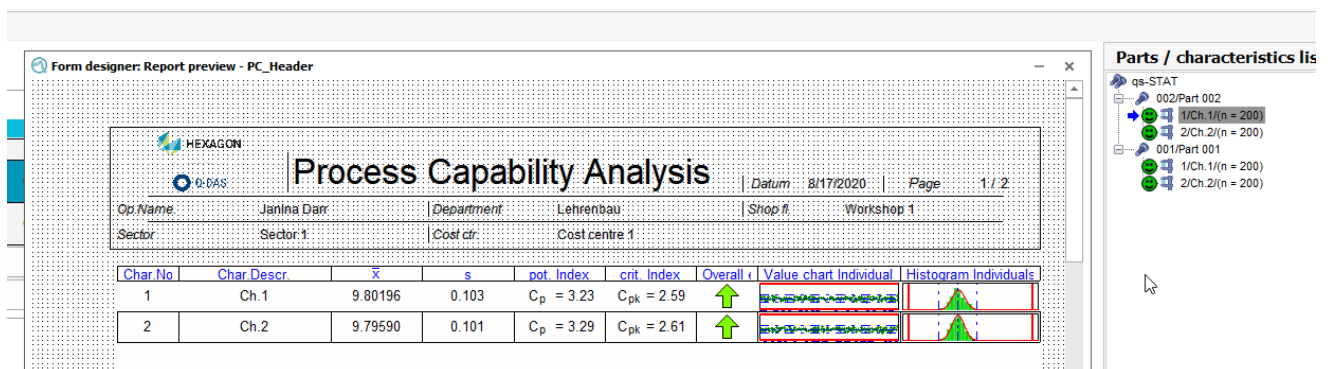 Form designer: Report preview - PC_Header
HEXAGON
Q-DAS
Process Capability Analysis
Datum 8/17/2020 Page 1 / 2
Op.Name. Janina Darr Department Lehrenbau Shop fl. Workshop 1
Sector Sector 1 Cost ctr. Cost centre 1
Char.No Char.Descr. x̅ s pot. Index crit. Index Overall Value chart Individual Histogram Individuals
1 Ch.1 9.80196 0.103 Cp = 3.23 Cpk = 2.59
2 Ch.2 9.79590 0.101 Cp = 3.29 Cpk = 2.61
Parts / characteristics lis
qs-STAT
002/Part 002
1/Ch.1/(n = 200)
2/Ch.2/(n = 200)
001/Part 001
1/Ch.1/(n = 200)
2/Ch.2/(n = 200)